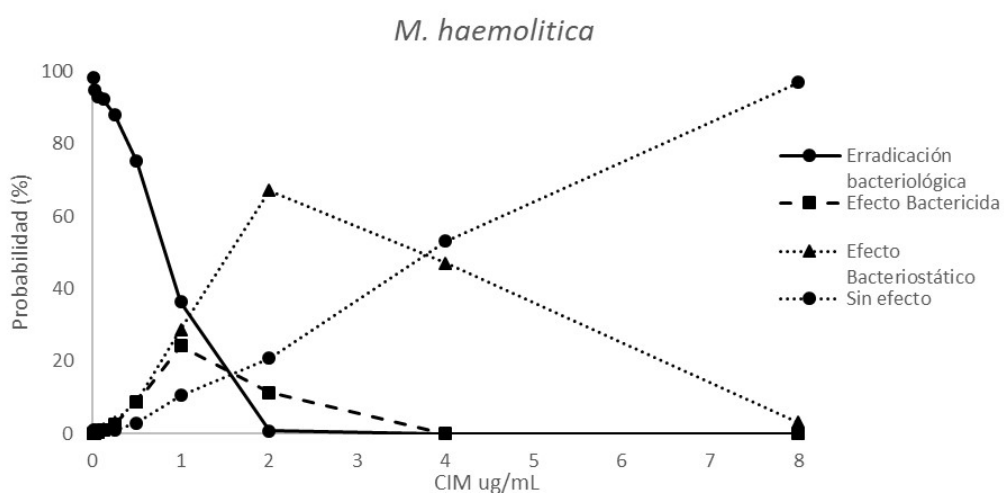 M. haemolitica
100
80
60
40
20
0
Probabilidad (%)
0 1 2 3 4 5 6 7 8
CIM ug/mL
Erradicación
bacteriológica
Efecto Bactericida
Efecto
Bacteriostático
Sin efecto